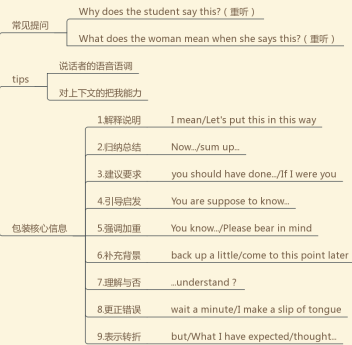 常见提问
Why does the student say this? ( 重听 )
What does the woman mean when she says this? ( 重听 )
tips
说话者的语音语调
对上下文的把我能力
包装核心信息
1.解释说明 I mean/Let's put this in this way
2.归纳总结 Now../sum up..
3.建议要求 you should have done../If I were you
4.引导启发 You are suppose to know..
5.强调加重 You know../Please bear in mind
6.补充背景 back up a little/come to this point later
7.理解与否 ..understand ?
8.更正错误 wait a minute/I make a slip of tongue
9.表示转折 but/What I have expected/thought..